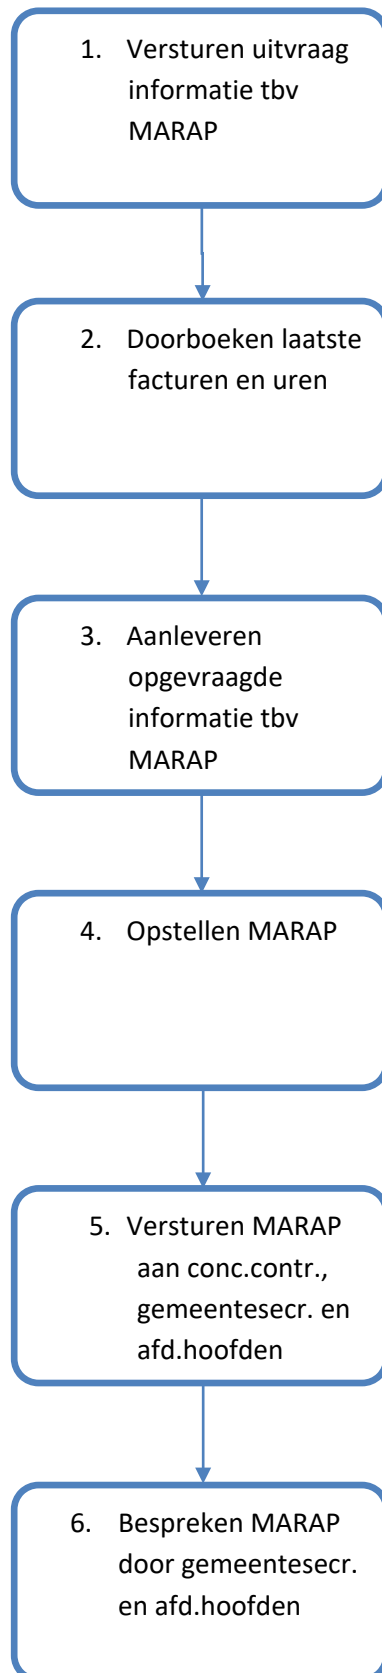 1. Versturen uitvraag
informatie tbv
MARAP
2. Doorboeken laatste
facturen en uren
3. Aanleveren
opgevraagde
informatie tbv
MARAP
4. Opstellen MARAP
5. Versturen MARAP
aan conc.contr.,
gemeentesecr. en
afd.hoofden
6. Bespreken MARAP
door gemeentesecr.
en afd.hoofden